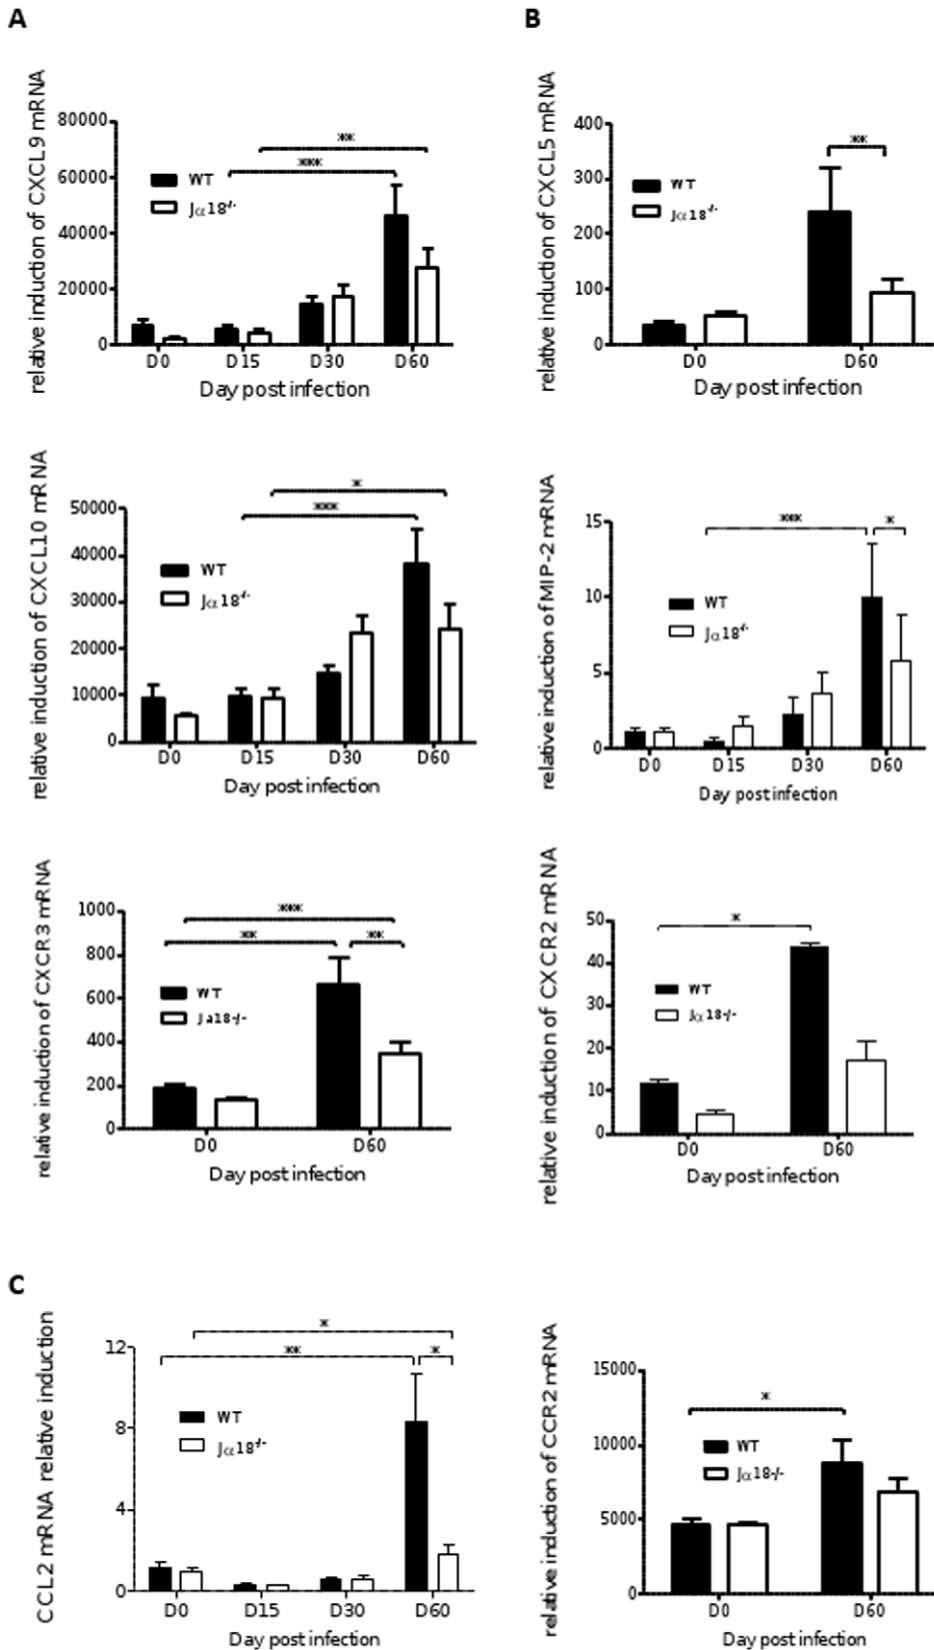 A
relative induction of CXCL9 mRNA
80000
60000
40000
20000
0
**
***
WT
Jα18-/-
D0 D15 D30 D60
Day post infection
B
relative induction of CXCL5 mRNA
400
300
200
100
0
**
WT
Jα18-/-
D0 D60
Day post infection
relative induction of CXCL10 mRNA
50000
40000
30000
20000
10000
0
*
***
WT
Jα18-/-
D0 D15 D30 D60
Day post infection
relative induction of MIP-2 mRNA
15
10
5
0
*** *
WT
Jα18-/-
D0 D15 D30 D60
Day post infection
relative induction of CXCR3 mRNA
1000
800
600
400
200
0
***
** **
WT
Ja18-/-
D0 D60
Day post infection
relative induction of CXCR2 mRNA
50
40
30
20
10
0
*
WT
Jα18-/-
D0 D60
Day post infection
C
CCL2 mRNA relative induction
12
8
4
0
*
** *
WT
Jα18-/-
D0 D15 D30 D60
Day post infection
relative induction of CCR2 mRNA
15000
10000
5000
0
*
WT
Jα18-/-
D0 D60
Day post infection